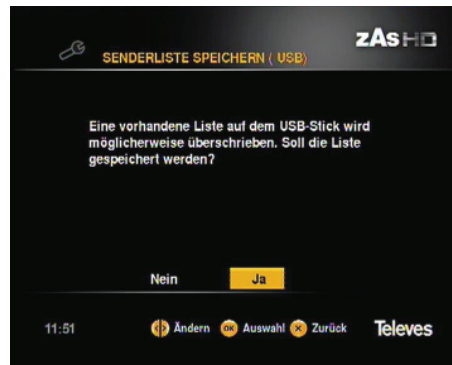 zAs HD
SENDERLISTE SPEICHERN ( USB)
Eine vorhandene Liste auf dem USB-Stick wird
möglicherweise überschrieben. Soll die Liste
gespeichert werden?
Nein Ja
11:51 Ändern OK Auswahl Zurück Televes